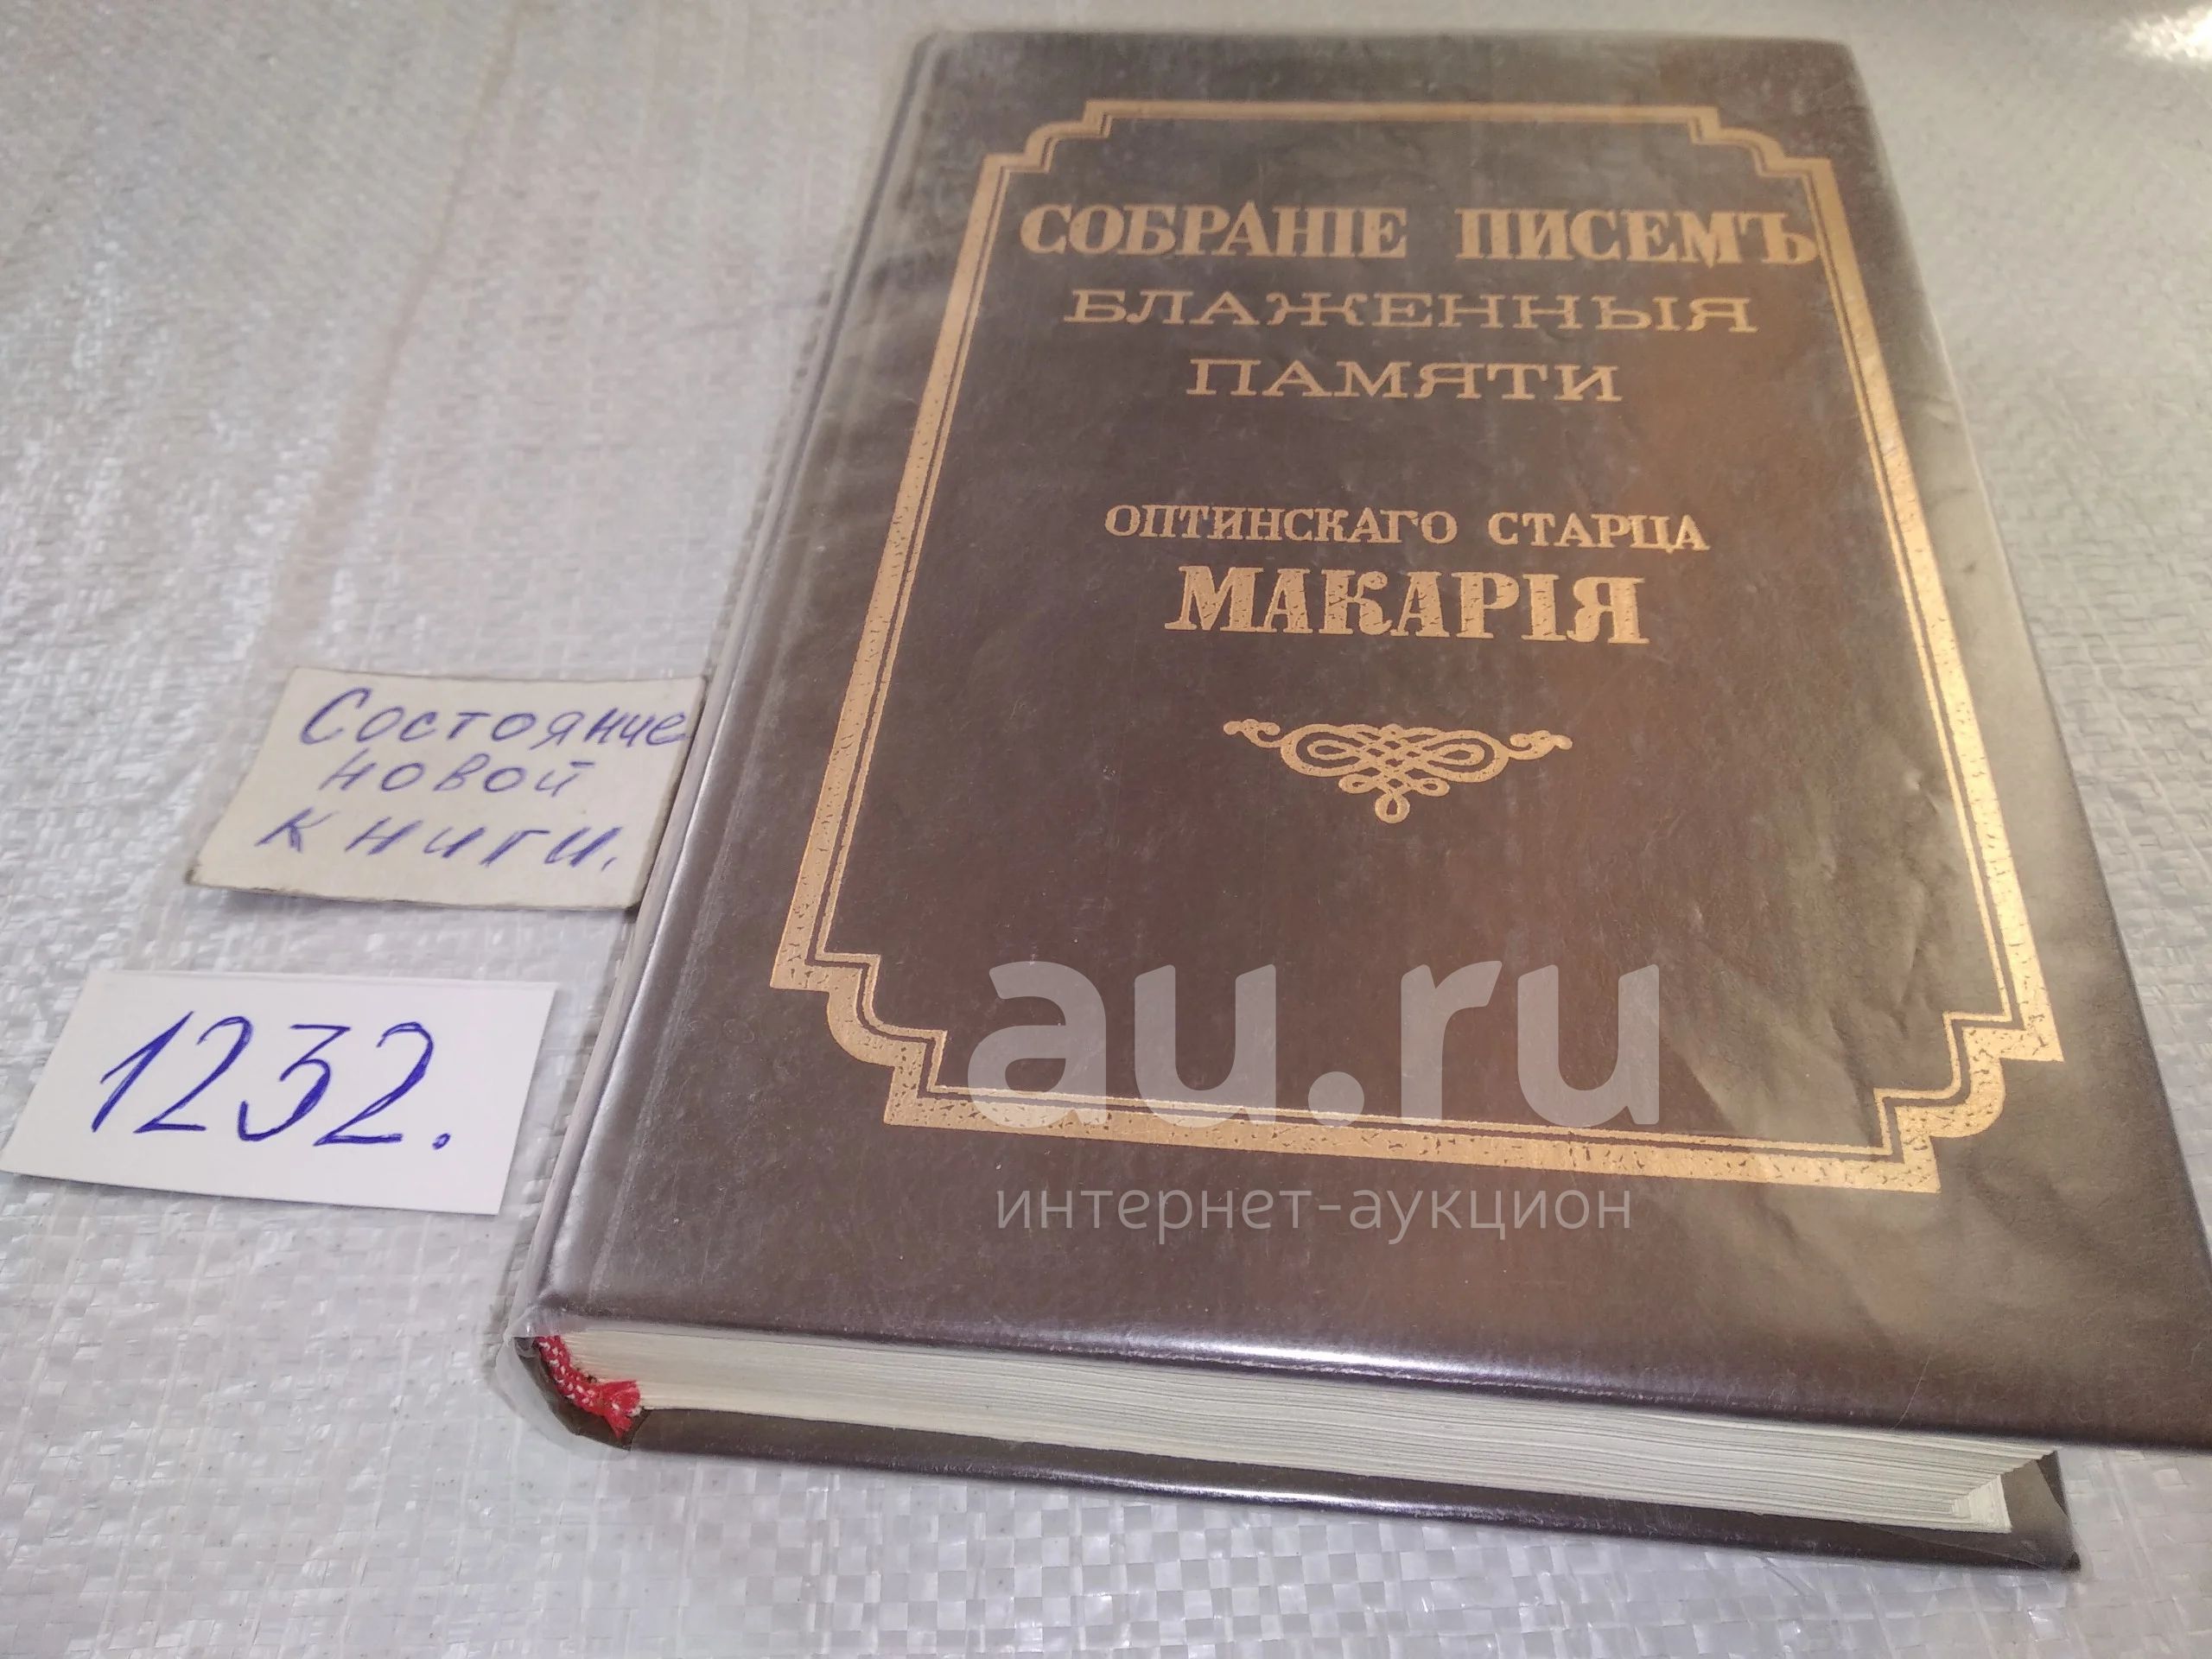 СОБРАНІЕ ПИСЕМЪ
БЛАЖЕННЫЯ
ПАМЯТИ
ОПТИНСКАГО СТАРЦА
МАКАРІЯ
Состояние
новой
книги.
1232.
au.ru
интернет-аукцион